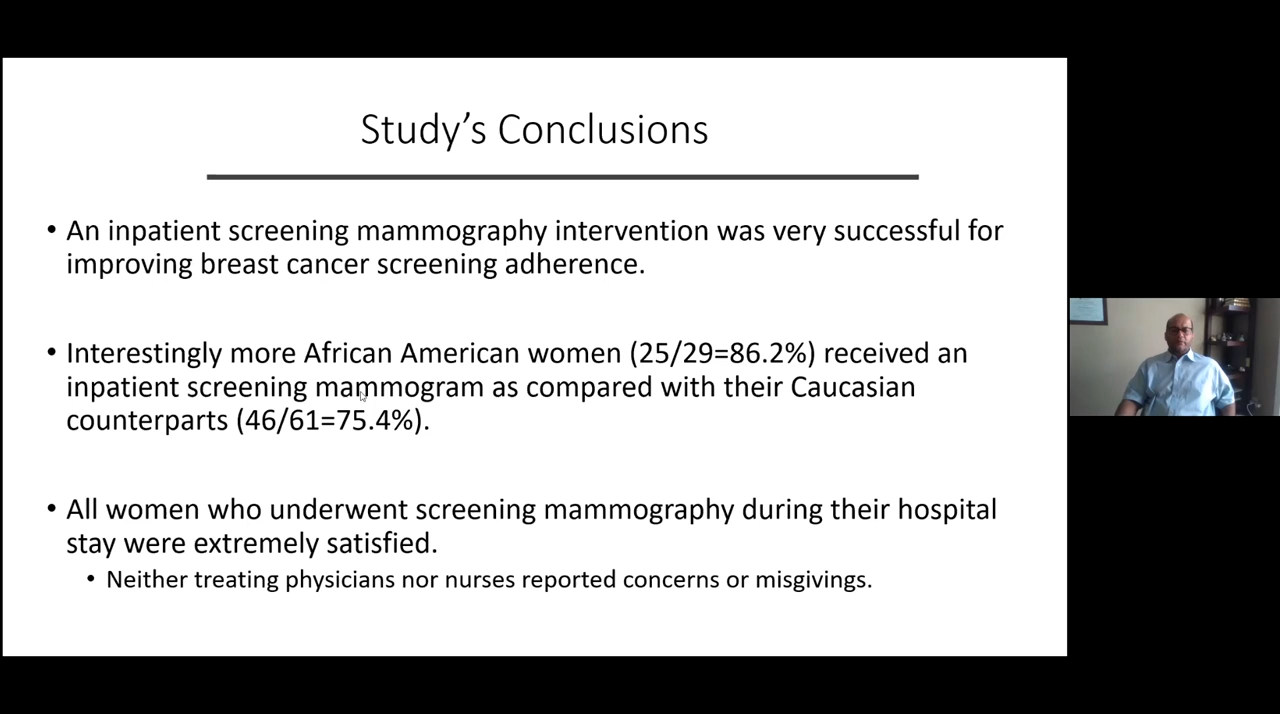 Study’s Conclusions
• An inpatient screening mammography intervention was very successful for
improving breast cancer screening adherence.
• Interestingly more African American women (25/29=86.2%) received an
inpatient screening mammogram as compared with their Caucasian
counterparts (46/61=75.4%).
• All women who underwent screening mammography during their hospital
stay were extremely satisfied.
• Neither treating physicians nor nurses reported concerns or misgivings.